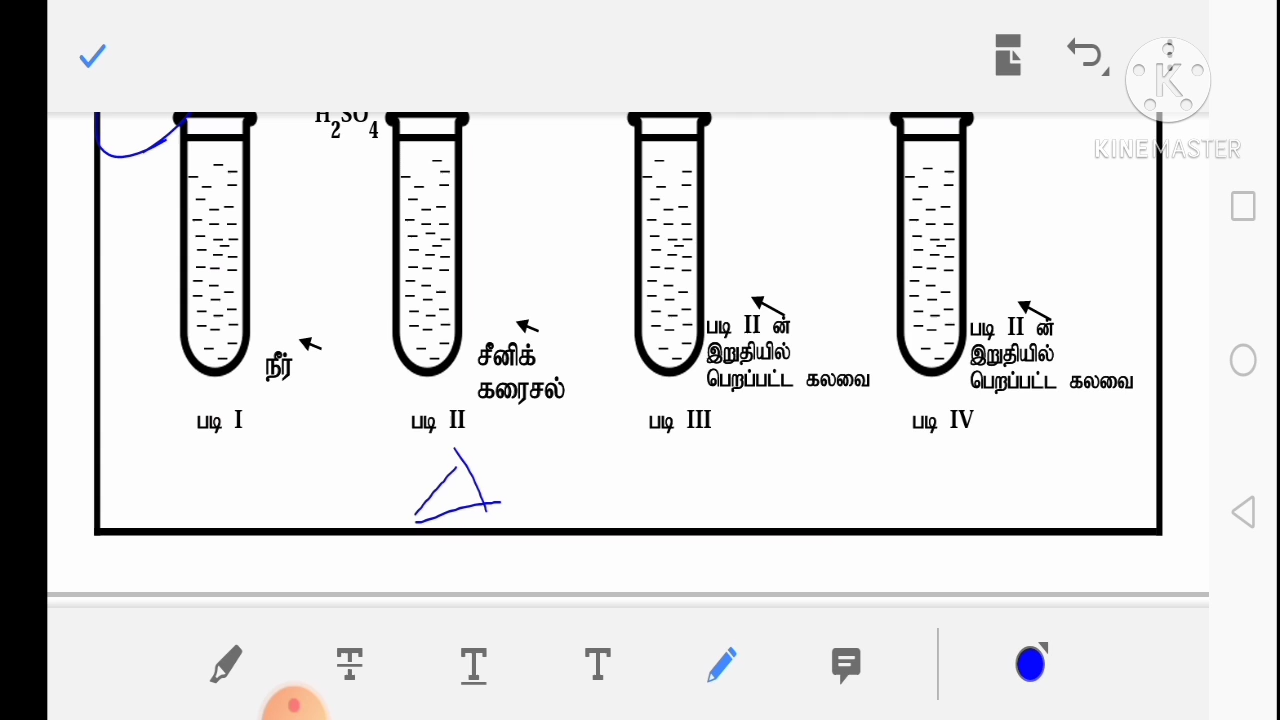 KINEMASTER
H2SO4
நீர்
சீனிக்
கரைசல்
படி II ன்
இறுதியில்
பெறப்பட்ட கலவை
படி II ன்
இறுதியில்
பெறப்பட்ட கலவை
படி I
படி II
படி III
படி IV